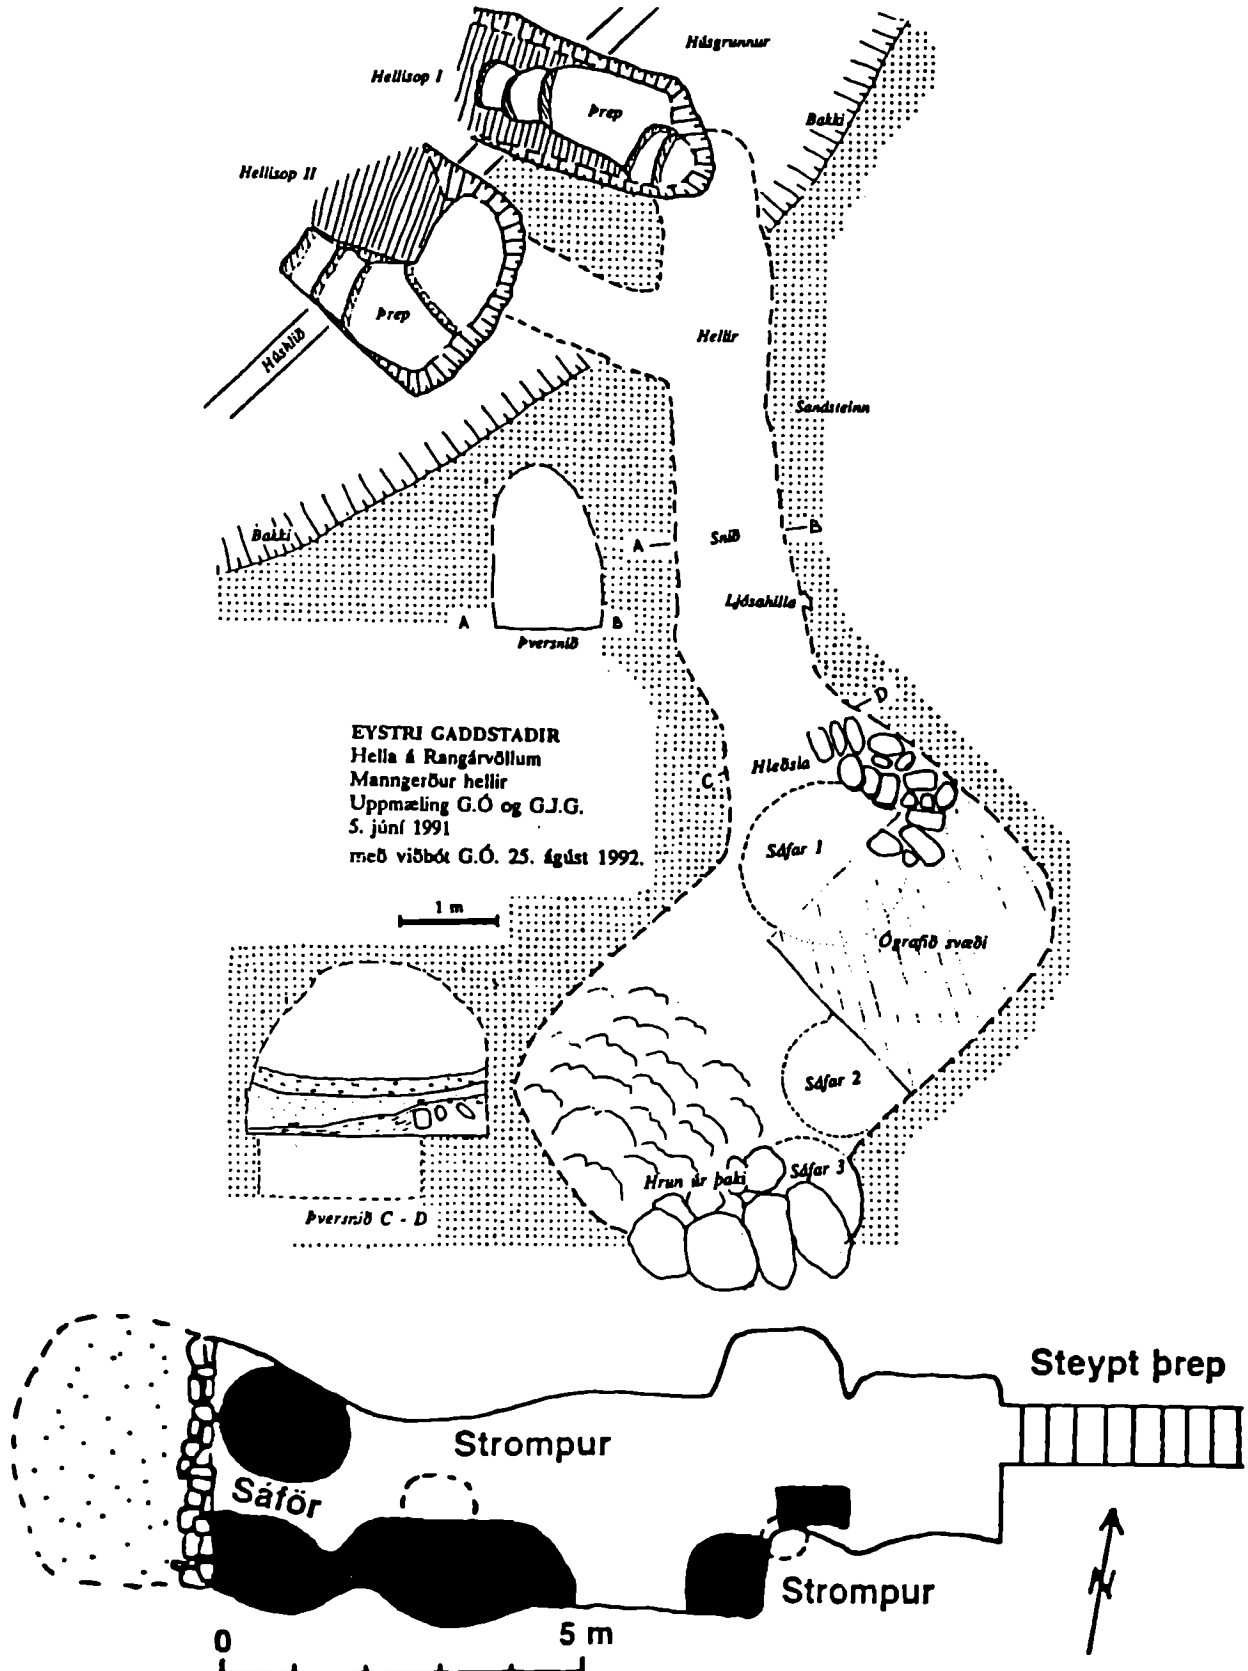 Húsgrunnur
Hellisop I
Þrep
Bakki
Hellisop II
Þrep
Húshlið
Hellir
Sandsteinn
Bakki
A
Snið
B
Ljósahilla
A
B
Þversnið
D
EYSTRI GADDSTADIR
Hella á Rangárvöllum
Manngerður hellir
Uppmæling G.Ó og G.J.G.
5. júní 1991
með viðbót G.Ó. 25. ágúst 1992.
1 m
Hleðsla
C
Sáfar 1
Ógrafið svæði
Sáfar 2
Hrun úr þaki
Sáfar 3
Þversnið C - D
Steypt þrep
Strompur
Sáför
Strompur
N
0
5 m